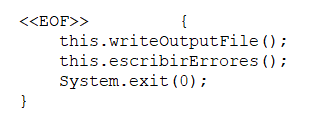 <<EOF>> {
this.writeOutputFile();
this.escribirErrores();
System.exit(0);
}